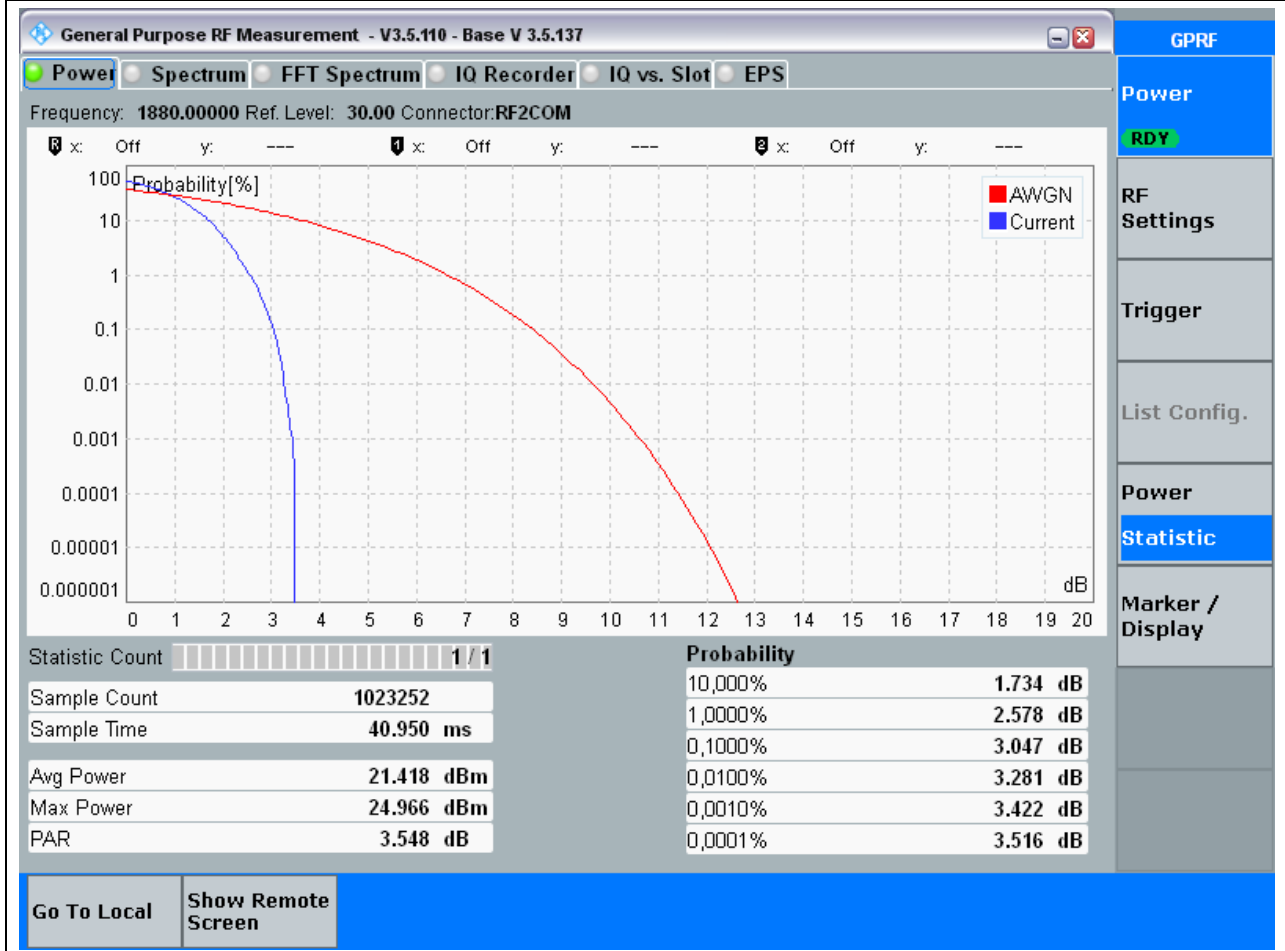 General Purpose RF Measurement - V3.5.110 - Base V 3.5.137
GPRF
Power Spectrum FFT Spectrum IQ Recorder IQ vs. Slot EPS
Frequency: 1880.00000 Ref. Level: 30.00 Connector:RF2COM
R x: Off y: --- 1 x: Off y: --- 2 x: Off y: ---
Probability[%]
AWGN
Current
100
10
1
0.1
0.01
0.001
0.0001
0.00001
0.000001
dB
0 1 2 3 4 5 6 7 8 9 10 11 12 13 14 15 16 17 18 19 20
Statistic Count 1 / 1
Sample Count 1023252
Sample Time 40.950 ms
Avg Power 21.418 dBm
Max Power 24.966 dBm
PAR 3.548 dB
Probability
10,000% 1.734 dB
1,0000% 2.578 dB
0,1000% 3.047 dB
0,0100% 3.281 dB
0,0010% 3.422 dB
0,0001% 3.516 dB
Power
RDY
RF
Settings
Trigger
List Config.
Power
Statistic
Marker /
Display
Go To Local
Show Remote
Screen